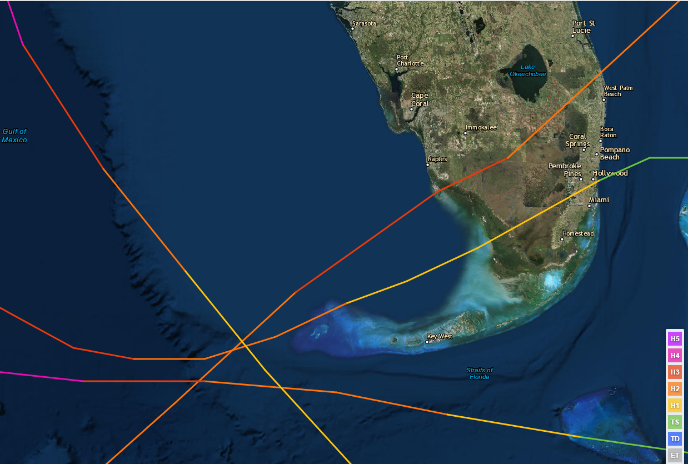 Sarasota
Port St.
Lucie
Port
Charlotte
Lake
Okeechobee
West Palm
Beach
Cape
Coral
Immokalee
Gulf of
Mexico
Boca
Raton
Coral
Springs
Pompano
Beach
Naples
Pembroke
Pines
Hollywood
Miami
Homestead
Key West
Straits of
Florida
H5
H4
H3
H2
H1
TS
TD
ET